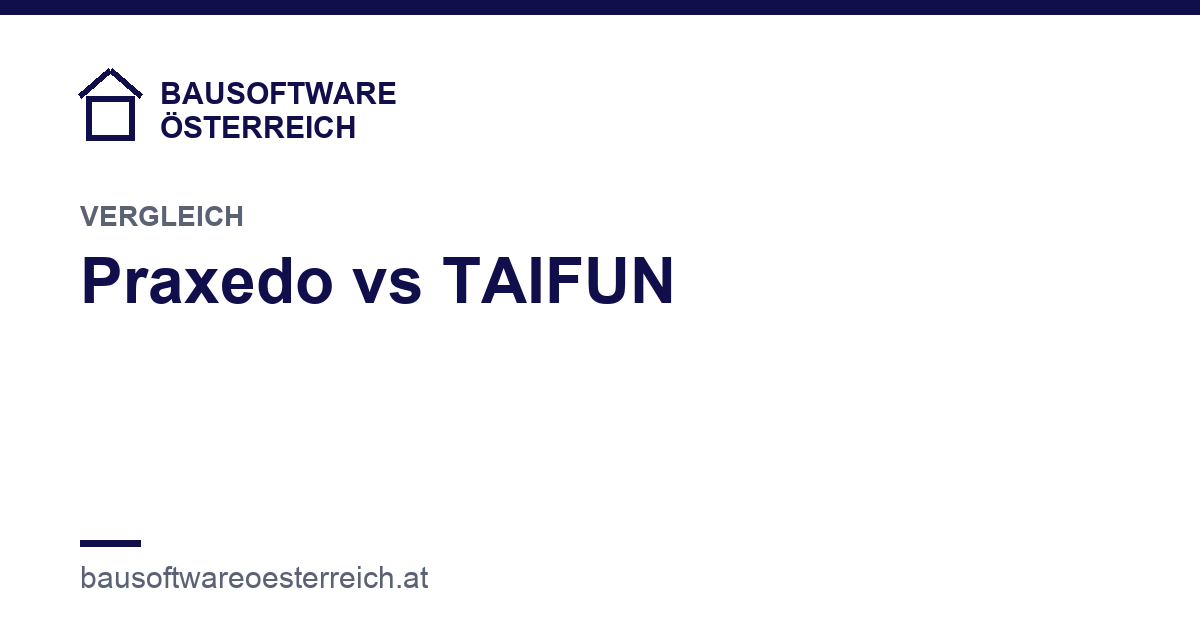 BAUSOFTWARE
ÖSTERREICH
VERGLEICH
Praxedo vs TAIFUN
bausoftwareoesterreich.at